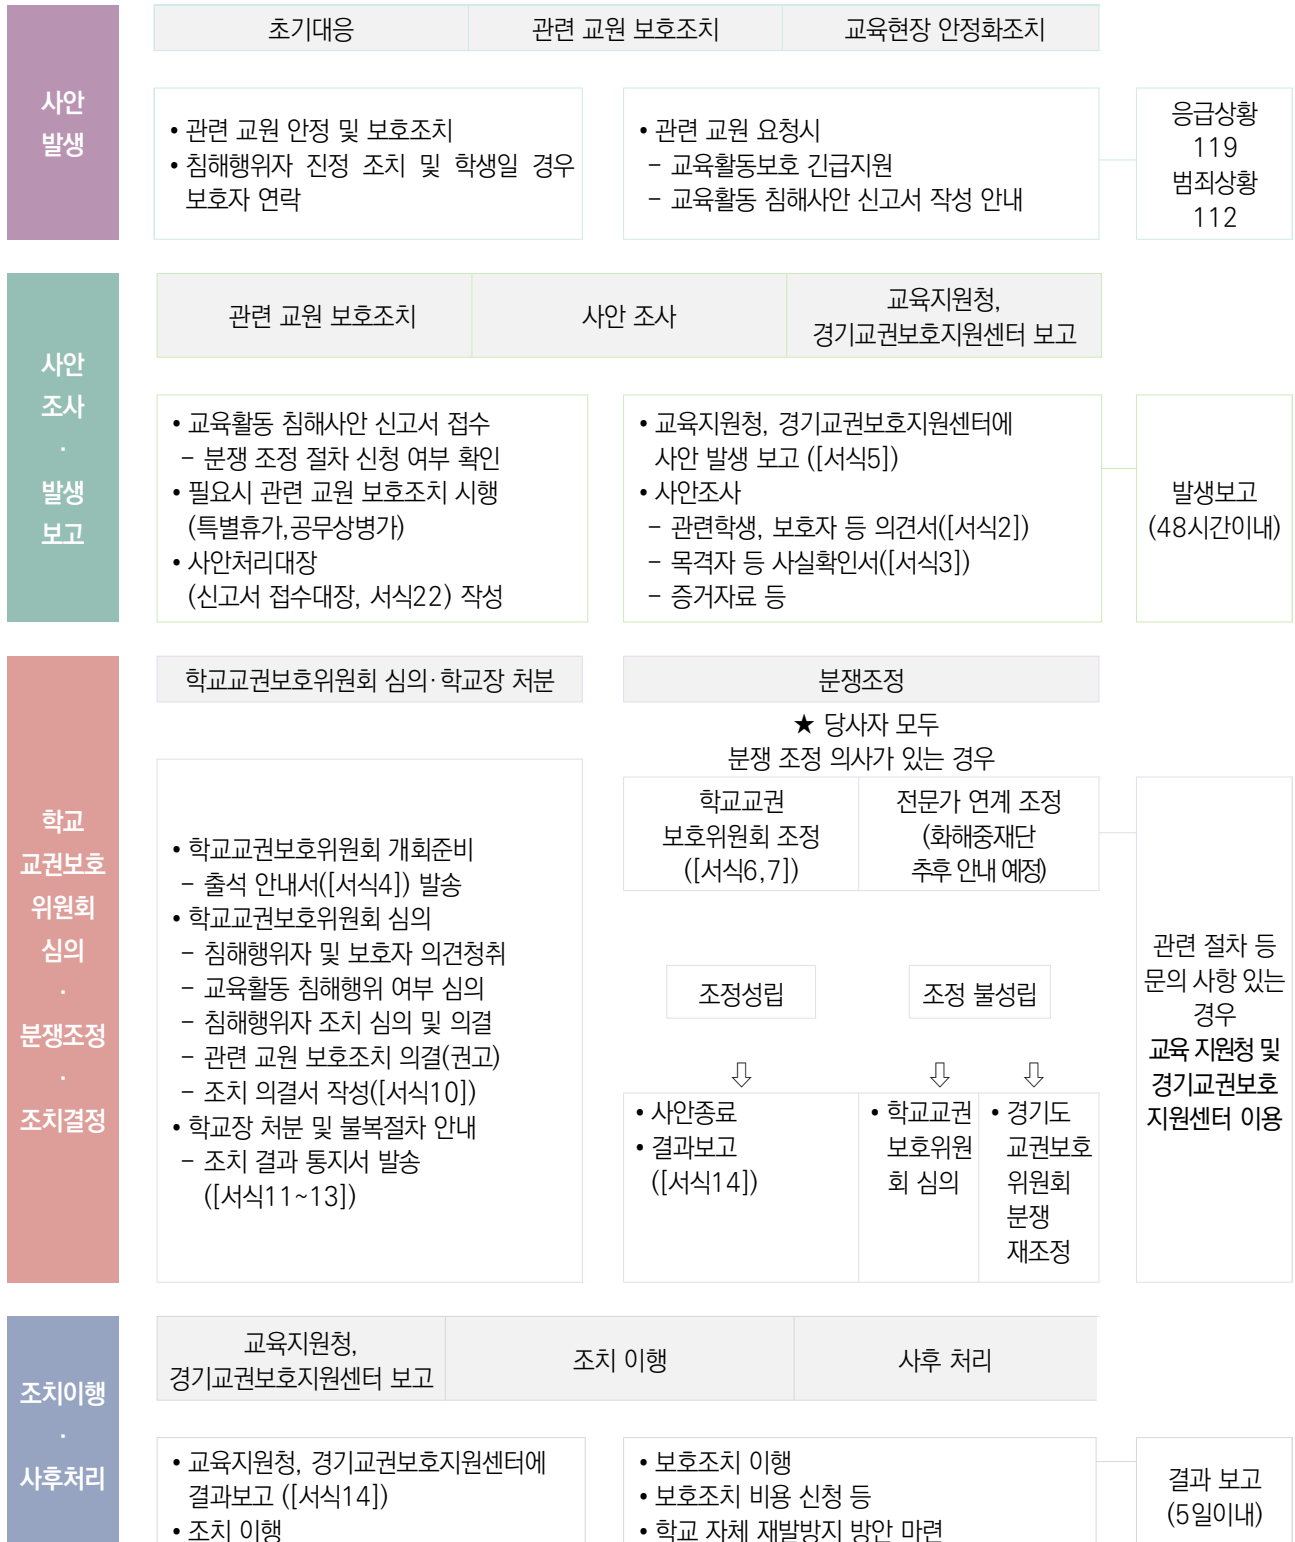 사안
발생
초기대응
관련 교원 보호조치
교육현장 안정화조치
• 관련 교원 안정 및 보호조치
• 침해행위자 진정 조치 및 학생일 경우
보호자 연락
• 관련 교원 요청시
- 교육활동보호 긴급지원
- 교육활동 침해사안 신고서 작성 안내
응급상황
119
범죄상황
112
사안
조사
·
발생
보고
관련 교원 보호조치
사안 조사
교육지원청,
경기교권보호지원센터 보고
• 교육활동 침해사안 신고서 접수
- 분쟁 조정 절차 신청 여부 확인
• 필요시 관련 교원 보호조치 시행
(특별휴가,공무상병가)
• 사안처리대장
(신고서 접수대장, 서식22) 작성
• 교육지원청, 경기교권보호지원센터에
사안 발생 보고 ([서식5])
• 사안조사
- 관련학생, 보호자 등 의견서([서식2])
- 목격자 등 사실확인서([서식3])
- 증거자료 등
발생보고
(48시간이내)
학교
교권보호
위원회
심의
·
분쟁조정
·
조치결정
학교교권보호위원회 심의·학교장 처분
• 학교교권보호위원회 개회준비
- 출석 안내서([서식4]) 발송
• 학교교권보호위원회 심의
- 침해행위자 및 보호자 의견청취
- 교육활동 침해행위 여부 심의
- 침해행위자 조치 심의 및 의결
- 관련 교원 보호조치 의결(권고)
- 조치 의결서 작성([서식10])
• 학교장 처분 및 불복절차 안내
- 조치 결과 통지서 발송
([서식11~13])
분쟁조정
★ 당사자 모두
분쟁 조정 의사가 있는 경우
학교교권
보호위원회 조정
([서식6,7])
전문가 연계 조정
(화해중재단
추후 안내 예정)
조정성립
조정 불성립
⇩ ⇩ ⇩
• 사안종료
• 결과보고
([서식14])
• 학교교권
보호위원
회 심의
• 경기도
교권보호
위원회
분쟁
재조정
관련 절차 등
문의 사항 있는
경우
교육 지원청 및
경기교권보호
지원센터 이용
조치이행
·
사후처리
교육지원청,
경기교권보호지원센터 보고
조치 이행
사후 처리
• 교육지원청, 경기교권보호지원센터에
결과보고 ([서식14])
• 조치 이행
• 보호조치 이행
• 보호조치 비용 신청 등
• 학교 자체 재발방지 방안 마련
결과 보고
(5일이내)